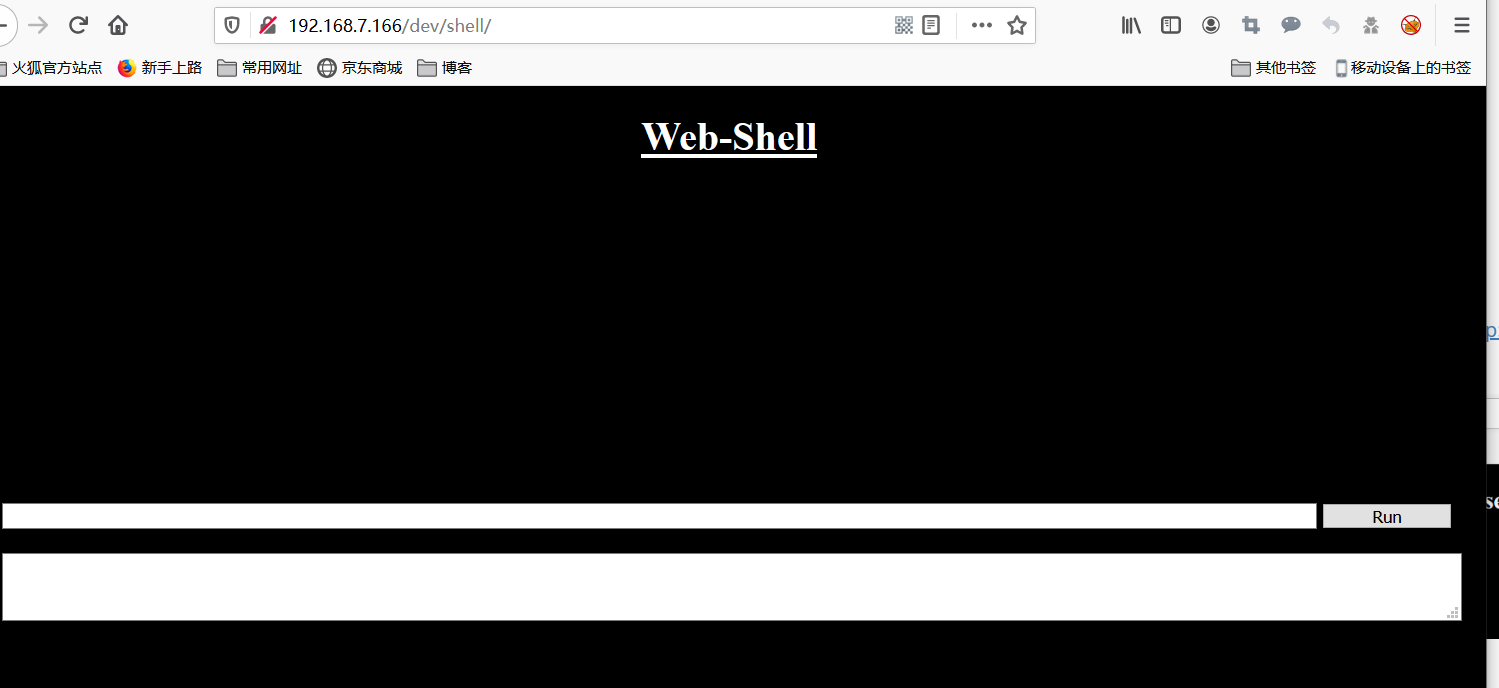 192.168.7.166/dev/shell/
火狐官方站点 新手上路 常用网址 京东商城 博客 其他书签 移动设备上的书签
Web-Shell
p
Run
se